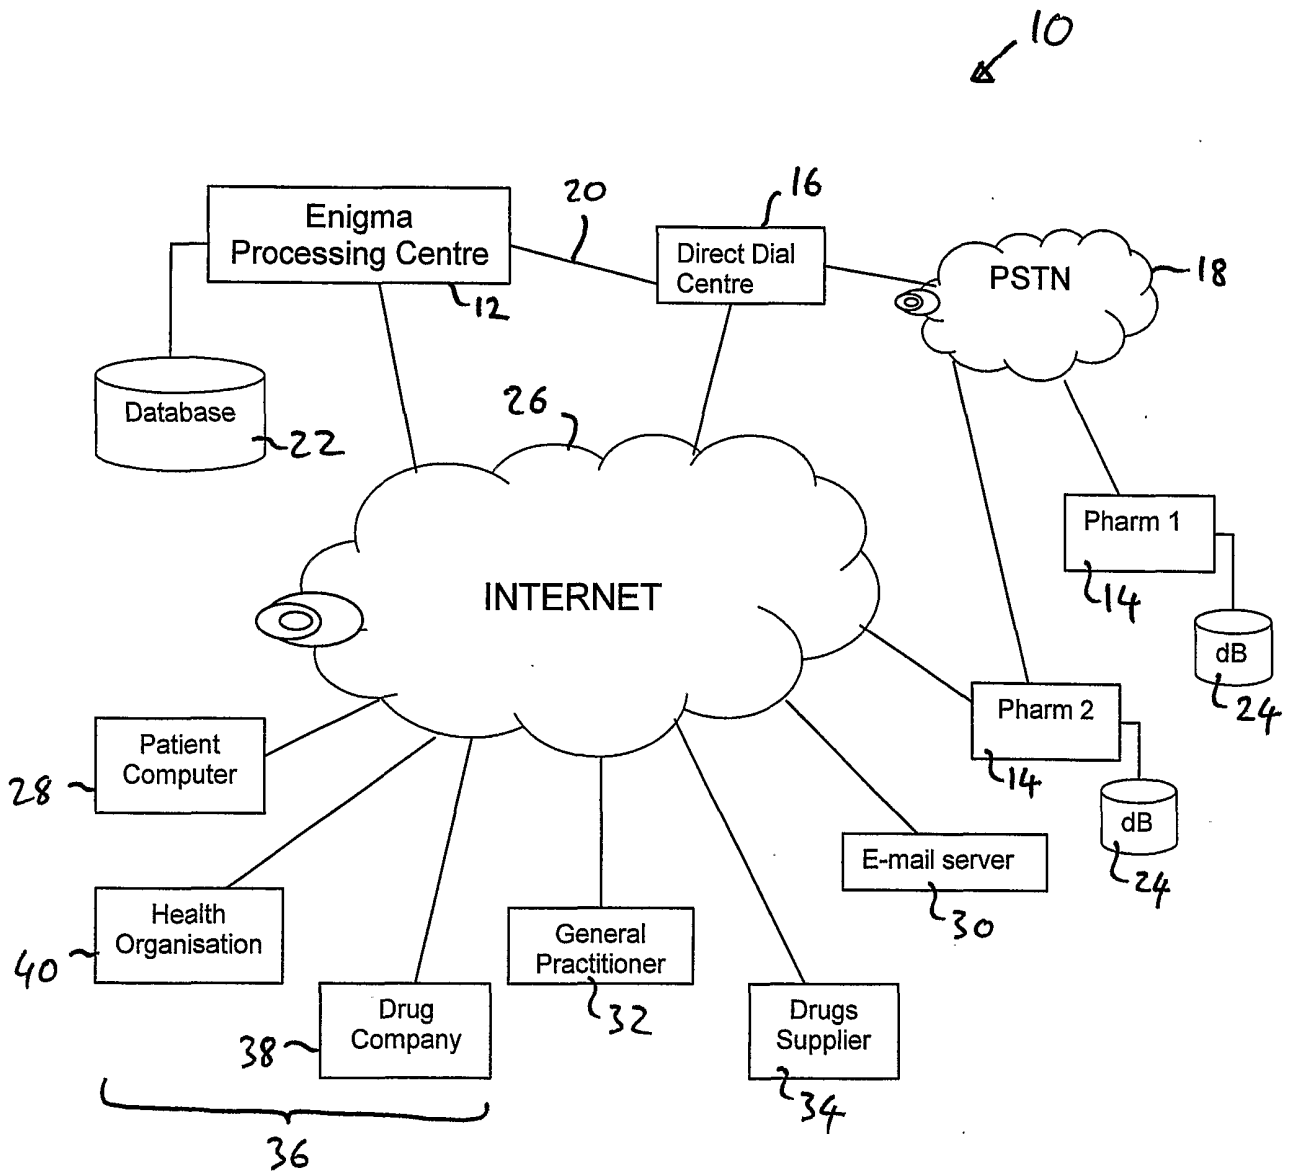 10
20
16
Enigma
Processing Centre
12
Direct Dial
Centre
PSTN
18
Database
22
26
INTERNET
Pharm 1
14
dB
24
Pharm 2
14
dB
24
Patient
Computer
28
E-mail server
30
Health
Organisation
40
General
Practitioner
32
Drug
Company
38
Drugs
Supplier
34
36